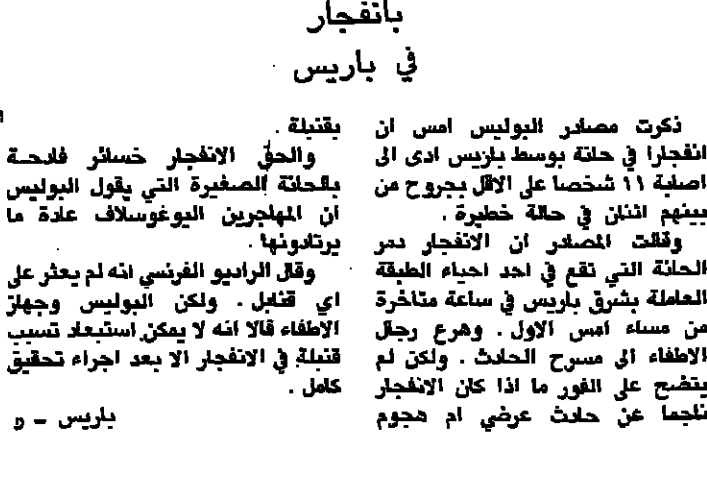 بانفجار
في باريس
ذكرت مصادر البوليس امس ان
انفجارا في حانة بوسط باريس ادى الى
اصابة ١١ شخصا على الاقل بجروح من
بينهم اثنان في حالة خطيرة .
وقالت المصادر ان الانفجار دمر
الحانة التي تقع في احد احياء الطبقة
العاملة بشرق باريس في ساعة متاخرة
من مساء امس الاول . وهرع رجال
الاطفاء الى مسرح الحادث . ولكن لم
يتضح على الفور ما اذا كان الانفجار
ناجما عن حادث عرضي ام هجوم
بقنبلة .
والحق الانفجار خسائر فادحة
بالحانة الصغيرة التي يقول البوليس
ان المهاجرين اليوغوسلاف عادة ما
يرتادونها .
وقال الراديو الفرنسي انه لم يعثر على
اي قنابل . ولكن البوليس وجهاز
الاطفاء قالا انه لا يمكن استبعاد تسبب
قنبلة في الانفجار الا بعد اجراء تحقيق
كامل .
باريس –